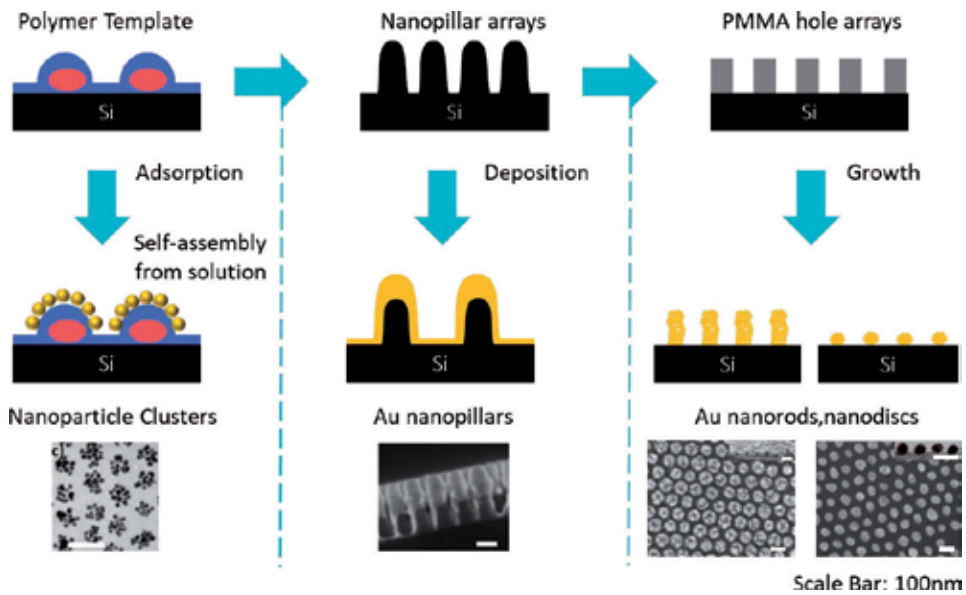 Polymer Template
Nanopillar arrays
PMMA hole arrays
Si
Si
Si
Adsorption
Deposition
Growth
Self-assembly
from solution
Si
Si
Si
Si
Nanoparticle Clusters
Au nanopillars
Au nanorods,nanodiscs
c)
Scale Bar: 100nm